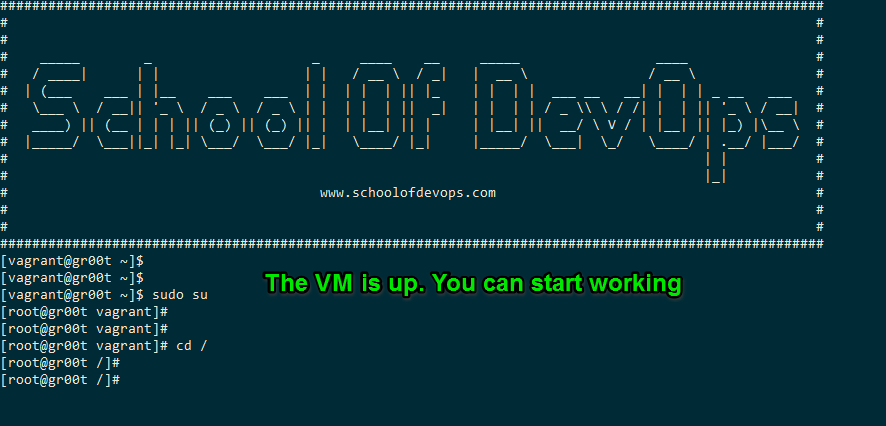 School Of DevOps
www.schoolofdevops.com
[vagrant@gr00t ~]$
[vagrant@gr00t ~]$
The VM is up. You can start working
[vagrant@gr00t ~]$ sudo su
[root@gr00t vagrant]#
[root@gr00t vagrant]#
[root@gr00t vagrant]# cd /
[root@gr00t /]#
[root@gr00t /]#